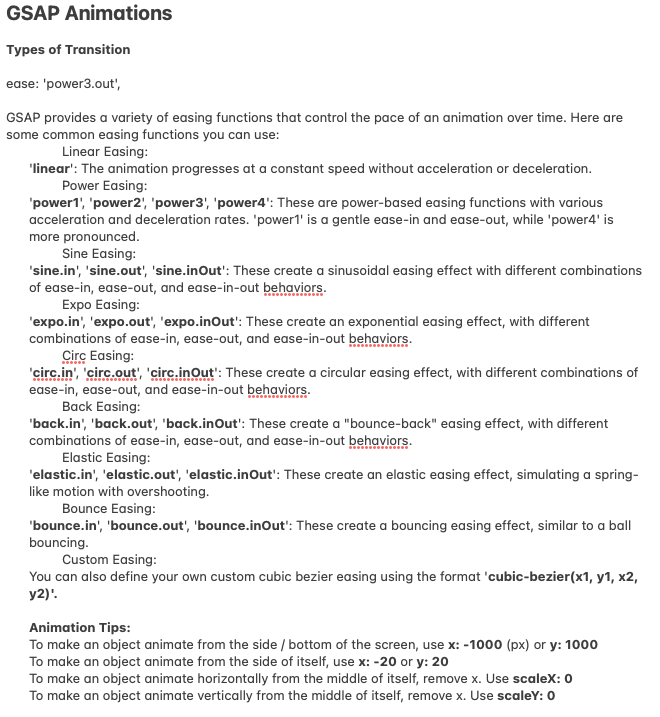 GSAP Animations
Types of Transition
ease: 'power3.out',
GSAP provides a variety of easing functions that control the pace of an animation over time. Here are
some common easing functions you can use:
Linear Easing:
'linear': The animation progresses at a constant speed without acceleration or deceleration.
Power Easing:
'power1', 'power2', 'power3', 'power4': These are power-based easing functions with various
acceleration and deceleration rates. 'power1' is a gentle ease-in and ease-out, while 'power4' is
more pronounced.
Sine Easing:
'sine.in', 'sine.out', 'sine.inOut': These create a sinusoidal easing effect with different combinations
of ease-in, ease-out, and ease-in-out behaviors.
Expo Easing:
'expo.in', 'expo.out', 'expo.inOut': These create an exponential easing effect, with different
combinations of ease-in, ease-out, and ease-in-out behaviors.
Circ Easing:
'circ.in', 'circ.out', 'circ.inOut': These create a circular easing effect, with different combinations of
ease-in, ease-out, and ease-in-out behaviors.
Back Easing:
'back.in', 'back.out', 'back.inOut': These create a "bounce-back" easing effect, with different
combinations of ease-in, ease-out, and ease-in-out behaviors.
Elastic Easing:
'elastic.in', 'elastic.out', 'elastic.inOut': These create an elastic easing effect, simulating a spring-
like motion with overshooting.
Bounce Easing:
'bounce.in', 'bounce.out', 'bounce.inOut': These create a bouncing easing effect, similar to a ball
bouncing.
Custom Easing:
You can also define your own custom cubic bezier easing using the format 'cubic-bezier(x1, y1, x2,
y2)'.
Animation Tips:
To make an object animate from the side / bottom of the screen, use x: -1000 (px) or y: 1000
To make an object animate from the side of itself, use x: -20 or y: 20
To make an object animate horizontally from the middle of itself, remove x. Use scaleX: 0
To make an object animate vertically from the middle of itself, remove x. Use scaleY: 0